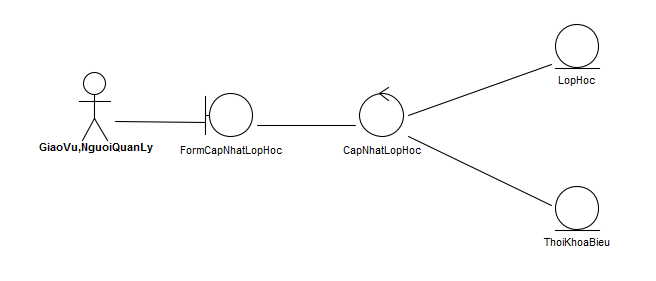 LopHoc
GiaoVu,NguoiQuanLy
FormCapNhatLopHoc
CapNhatLopHoc
ThoiKhoaBieu